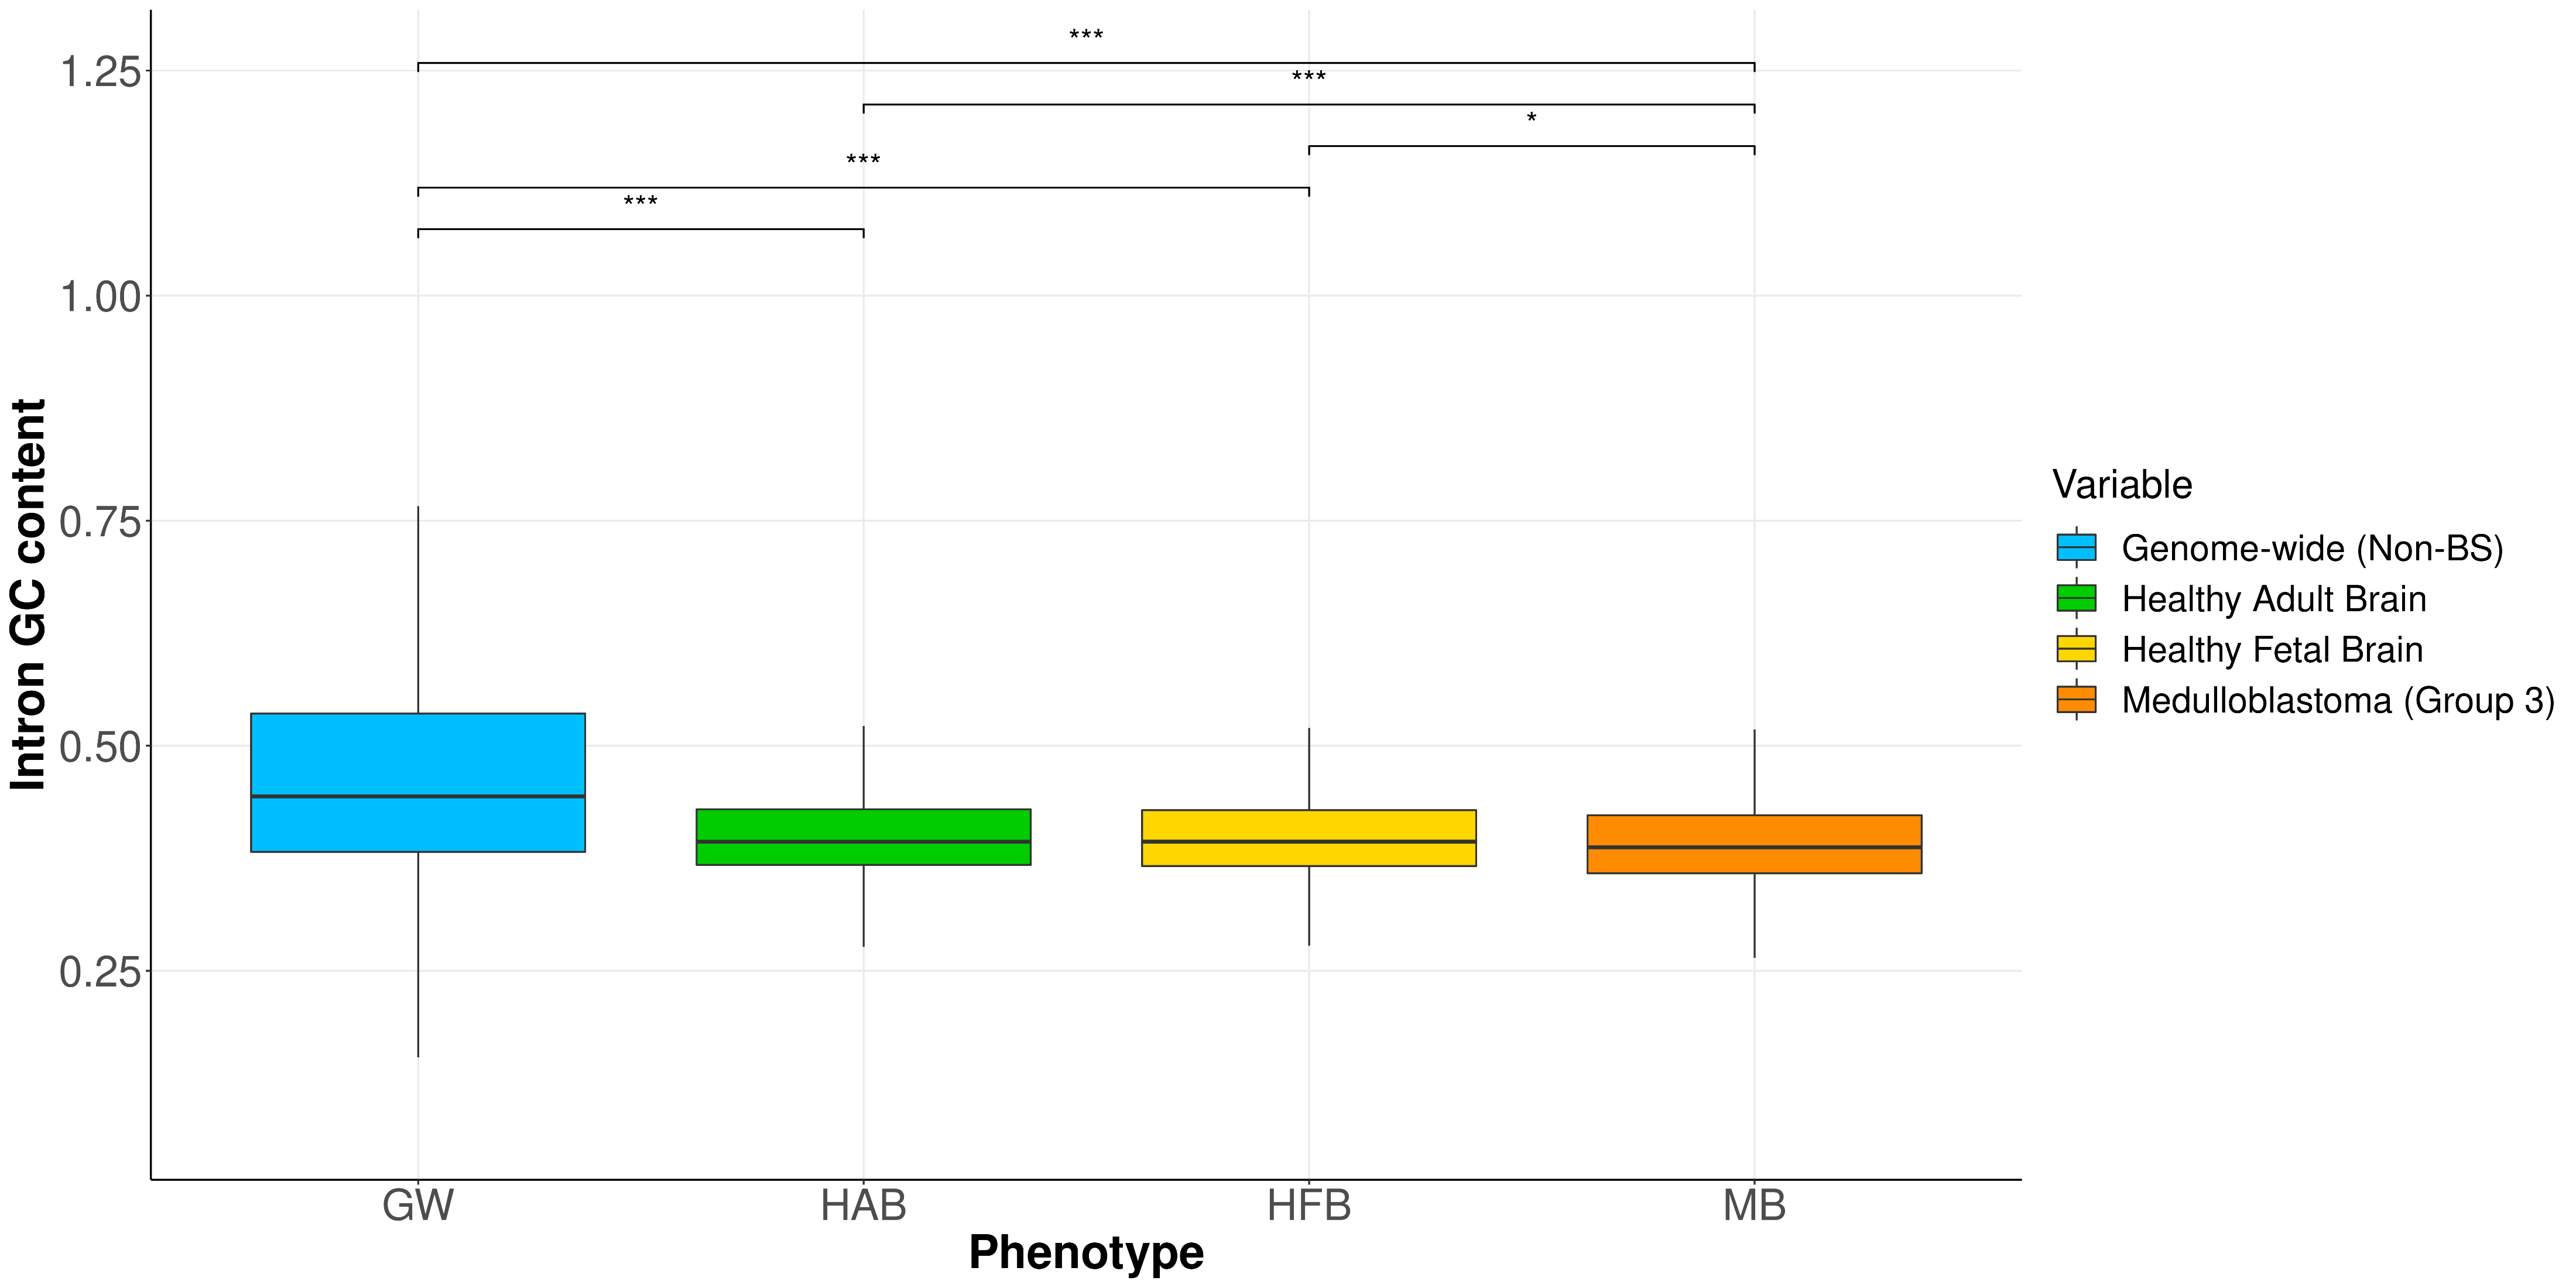 ***
***
*
***
***
1.25
1.00
0.75
0.50
0.25
Intron GC content
GW
HAB
HFB
MB
Phenotype
Variable
Genome-wide (Non-BS)
Healthy Adult Brain
Healthy Fetal Brain
Medulloblastoma (Group 3)